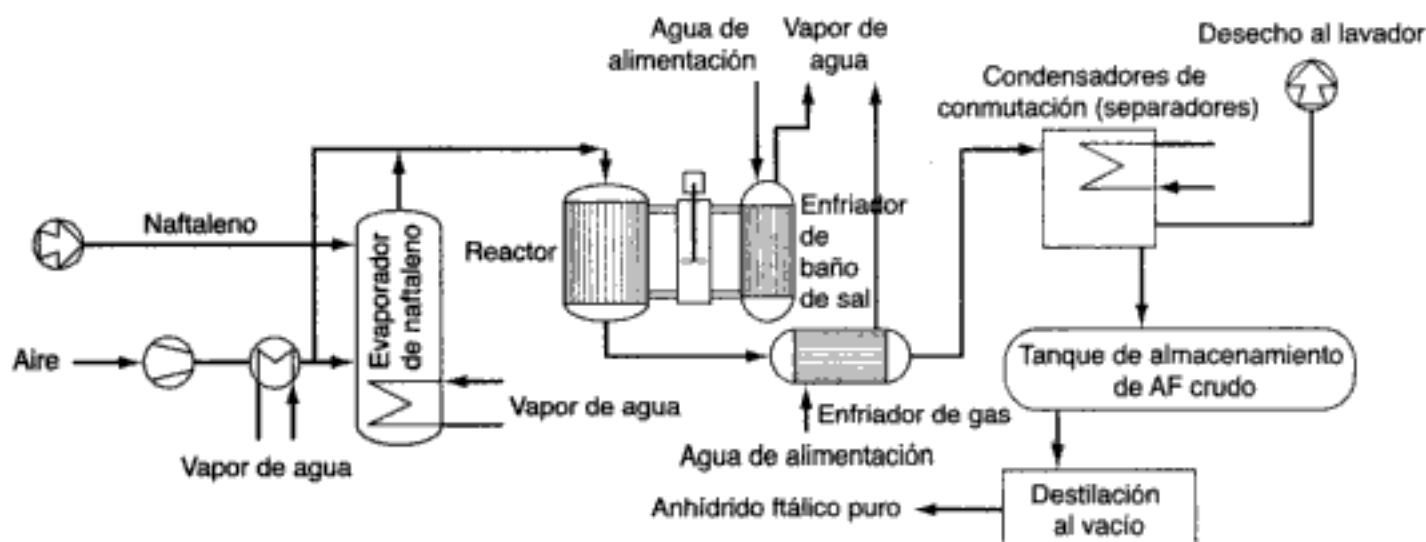 Agua de
alimentación
Vapor de
agua
Desecho al lavador
Condensadores de
conmutación (separadores)
Naftaleno
Evaporador
de naftaleno
Reactor
Enfriador
de
baño
de sal
Aire
Vapor de agua
Vapor de agua
Enfriador de gas
Agua de alimentación
Tanque de almacenamiento
de AF crudo
Anhídrido ftálico puro
Destilación
al vacío